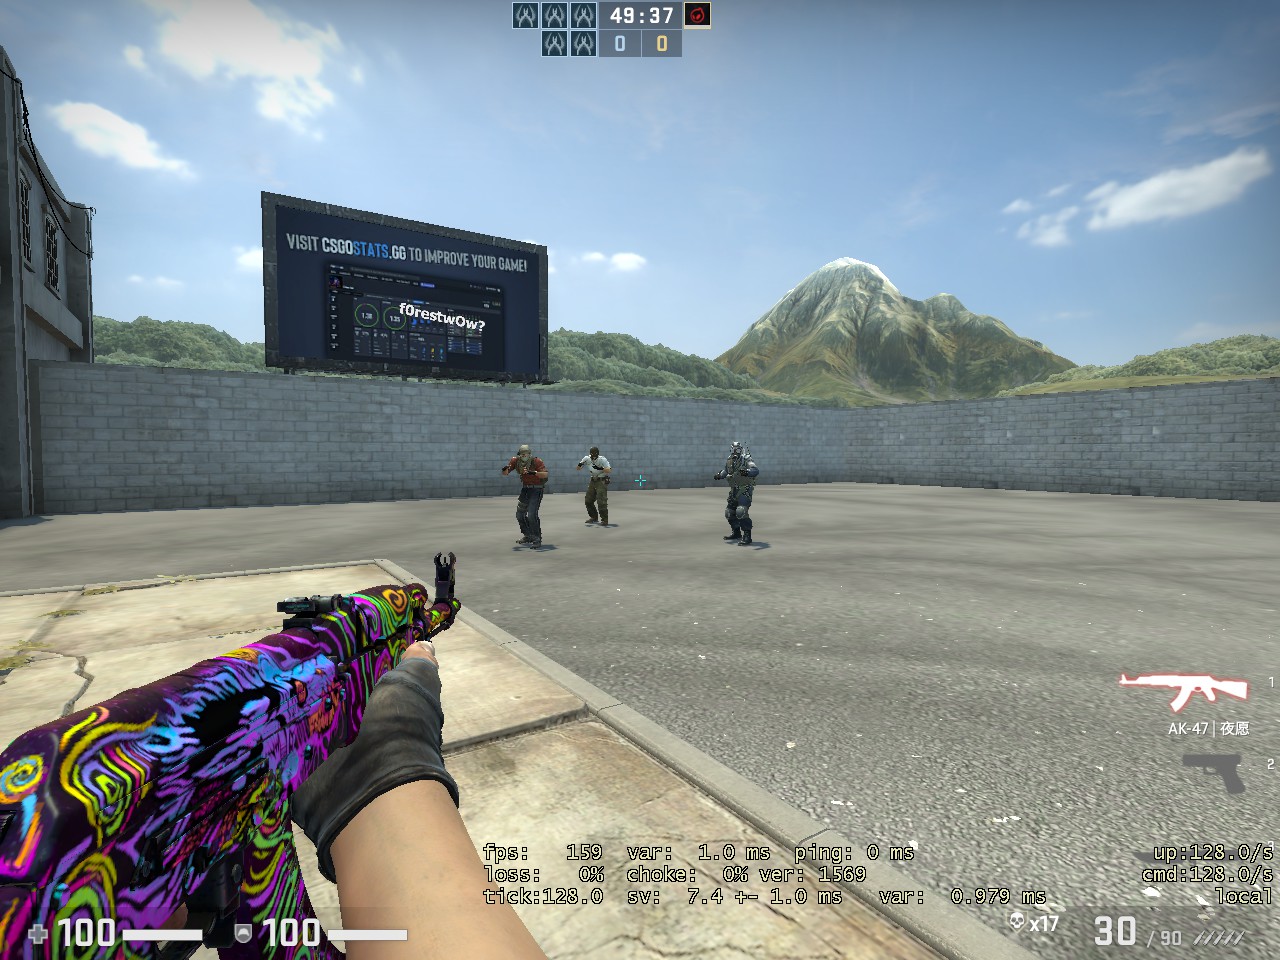 49:37
0 0
VISIT CSGOSTATS.GG TO IMPROVE YOUR GAME!
f0restw0w?
1
AK-47 | 夜愿
2
fps: 159 var: 1.0 ms ping: 0 ms up:128.0/s
loss: 0% choke: 0% ver: 1569 cmd:128.0/s
tick:128.0 sv: 7.4 +- 1.0 ms var: 0.979 ms local
100 100 x17 30 / 90